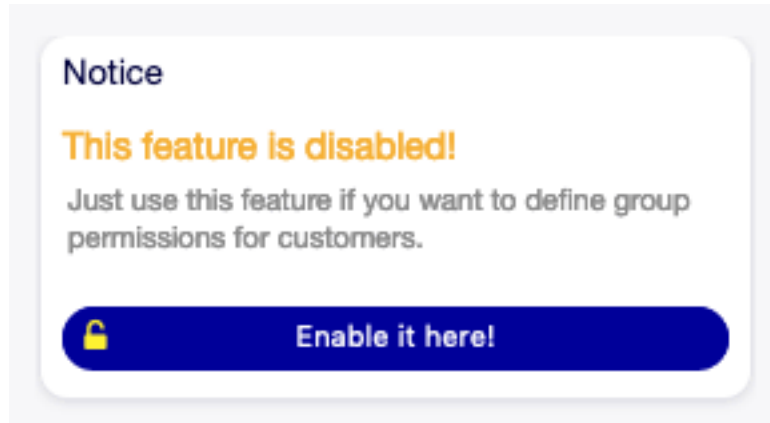 Notice
This feature is disabled!
Just use this feature if you want to define group
permissions for customers.
Enable it here!